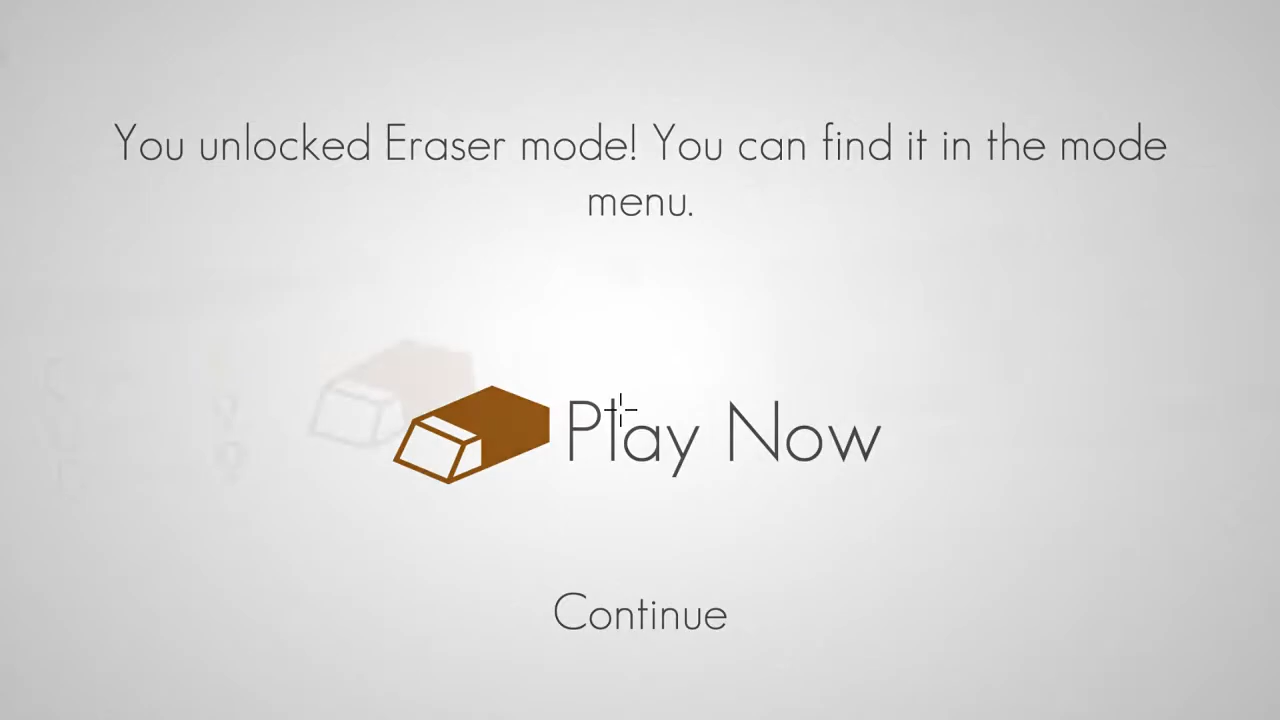 You unlocked Eraser mode! You can find it in the mode
menu.
Play Now
Continue